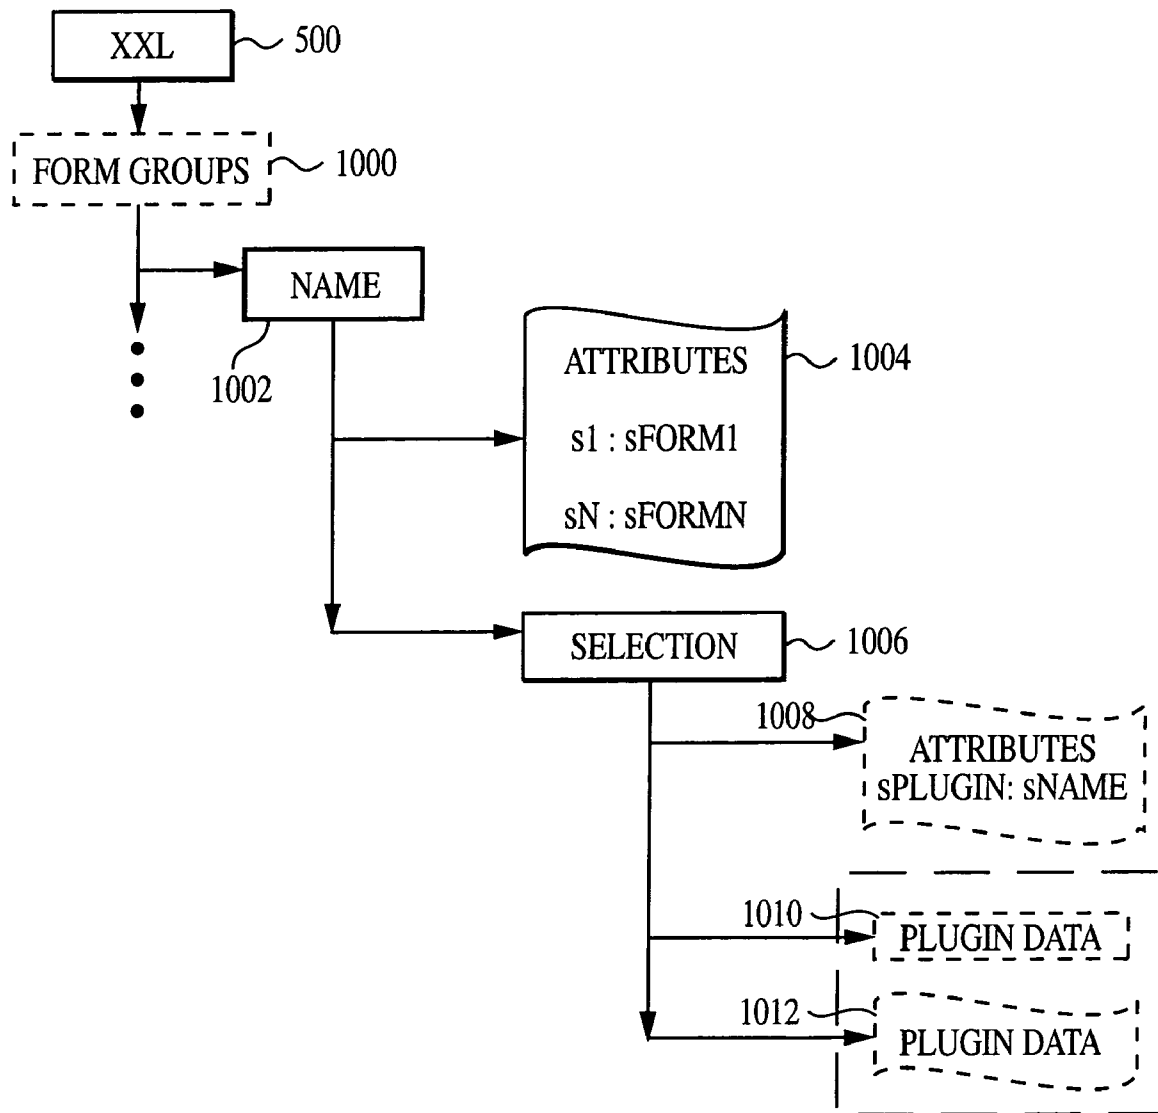 XXL
500
FORM GROUPS
1000
NAME
1002
ATTRIBUTES
1004
s1 : sFORM1
sN : sFORMN
SELECTION
1006
1008
ATTRIBUTES
sPLUGIN: sNAME
1010
PLUGIN DATA
1012
PLUGIN DATA